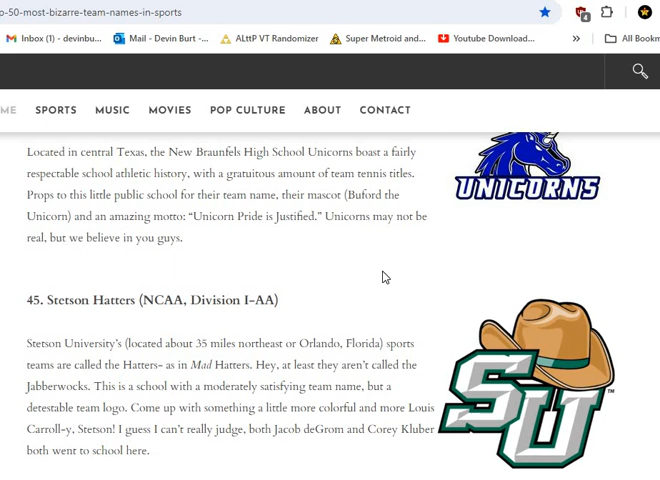 o-50-most-bizarre-team-names-in-sports
4
Inbox (1) - devinbu...
Mail - Devin Burt -...
ALttP VT Randomizer
Super Metroid and...
Youtube Download...
»
All Bookm
ME SPORTS MUSIC MOVIES POP CULTURE ABOUT CONTACT
Located in central Texas, the New Braunfels High School Unicorns boast a fairly
respectable school athletic history, with a gratuitous amount of team tennis titles.
Props to this little public school for their team name, their mascot (Buford the
Unicorn) and an amazing motto: “Unicorn Pride is Justified.” Unicorns may not be
real, but we believe in you guys.
UNICORNS
45. Stetson Hatters (NCAA, Division I-AA)
Stetson University’s (located about 35 miles northeast or Orlando, Florida) sports
teams are called the Hatters- as in Mad Hatters. Hey, at least they aren’t called the
Jabberwocks. This is a school with a moderately satisfying team name, but a
detestable team logo. Come up with something a little more colorful and more Louis
Carroll-y, Stetson! I guess I can’t really judge, both Jacob deGrom and Corey Kluber
both went to school here.
SU
TM